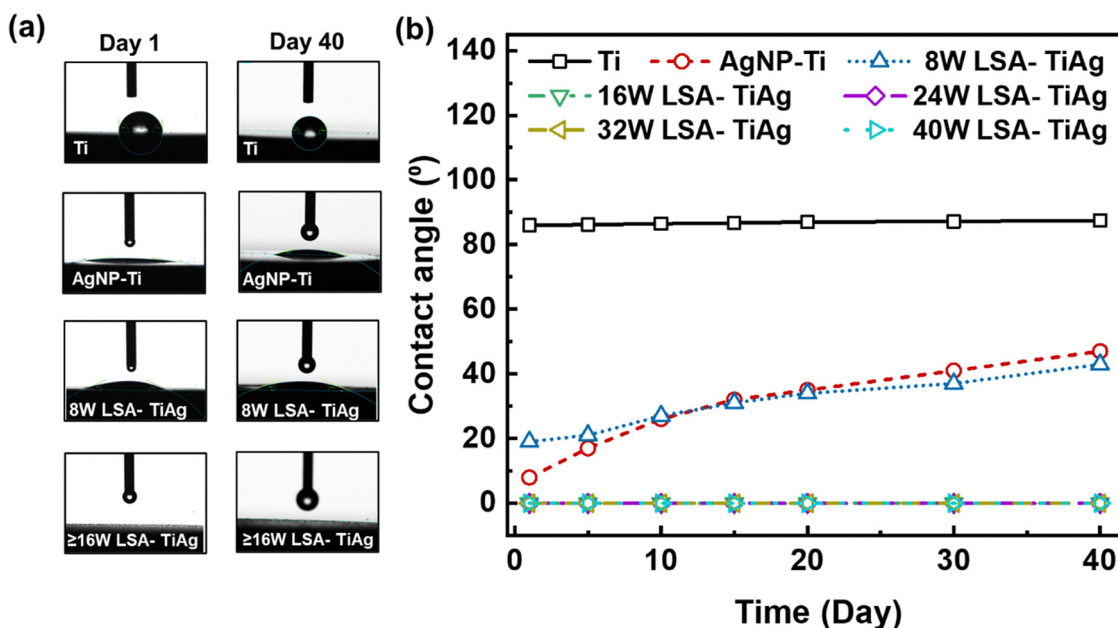 (a)
Day 1
Day 40
Ti
Ti
AgNP-Ti
AgNP-Ti
8W LSA- TiAg
8W LSA- TiAg
≥16W LSA- TiAg
≥16W LSA- TiAg
(b)
Ti AgNP-Ti 8W LSA- TiAg
16W LSA- TiAg 24W LSA- TiAg
32W LSA- TiAg 40W LSA- TiAg
Contact angle (º)
140
120
100
80
60
40
20
0
0 10 20 30 40
Time (Day)